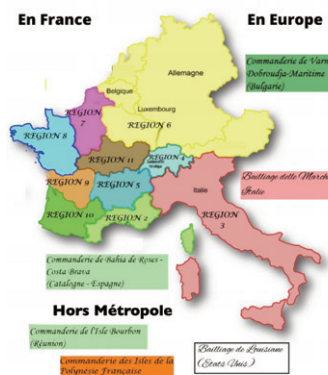 En France
En Europe
Commanderie de Varn
Dobroudja-Maritime
(Bulgarie)
Allemagne
Belgique
Luxembourg
REGION
7
REGION 6
REGION 8
REGION 11
REGION 4
REGION 9
REGION 5
REGION 10
REGION 2
Bailliage delle March
Italie
Italie
REGION
3
Commanderie de Bahia de Roses -
Costa Brava
(Catalogne - Espagne)
Hors Métropole
Commanderie de l'Isle Bourbon
(Réunion)
Commanderie des Isles de la
Polynésie Française
Bailliage de Louisiane
(Etats Unis)